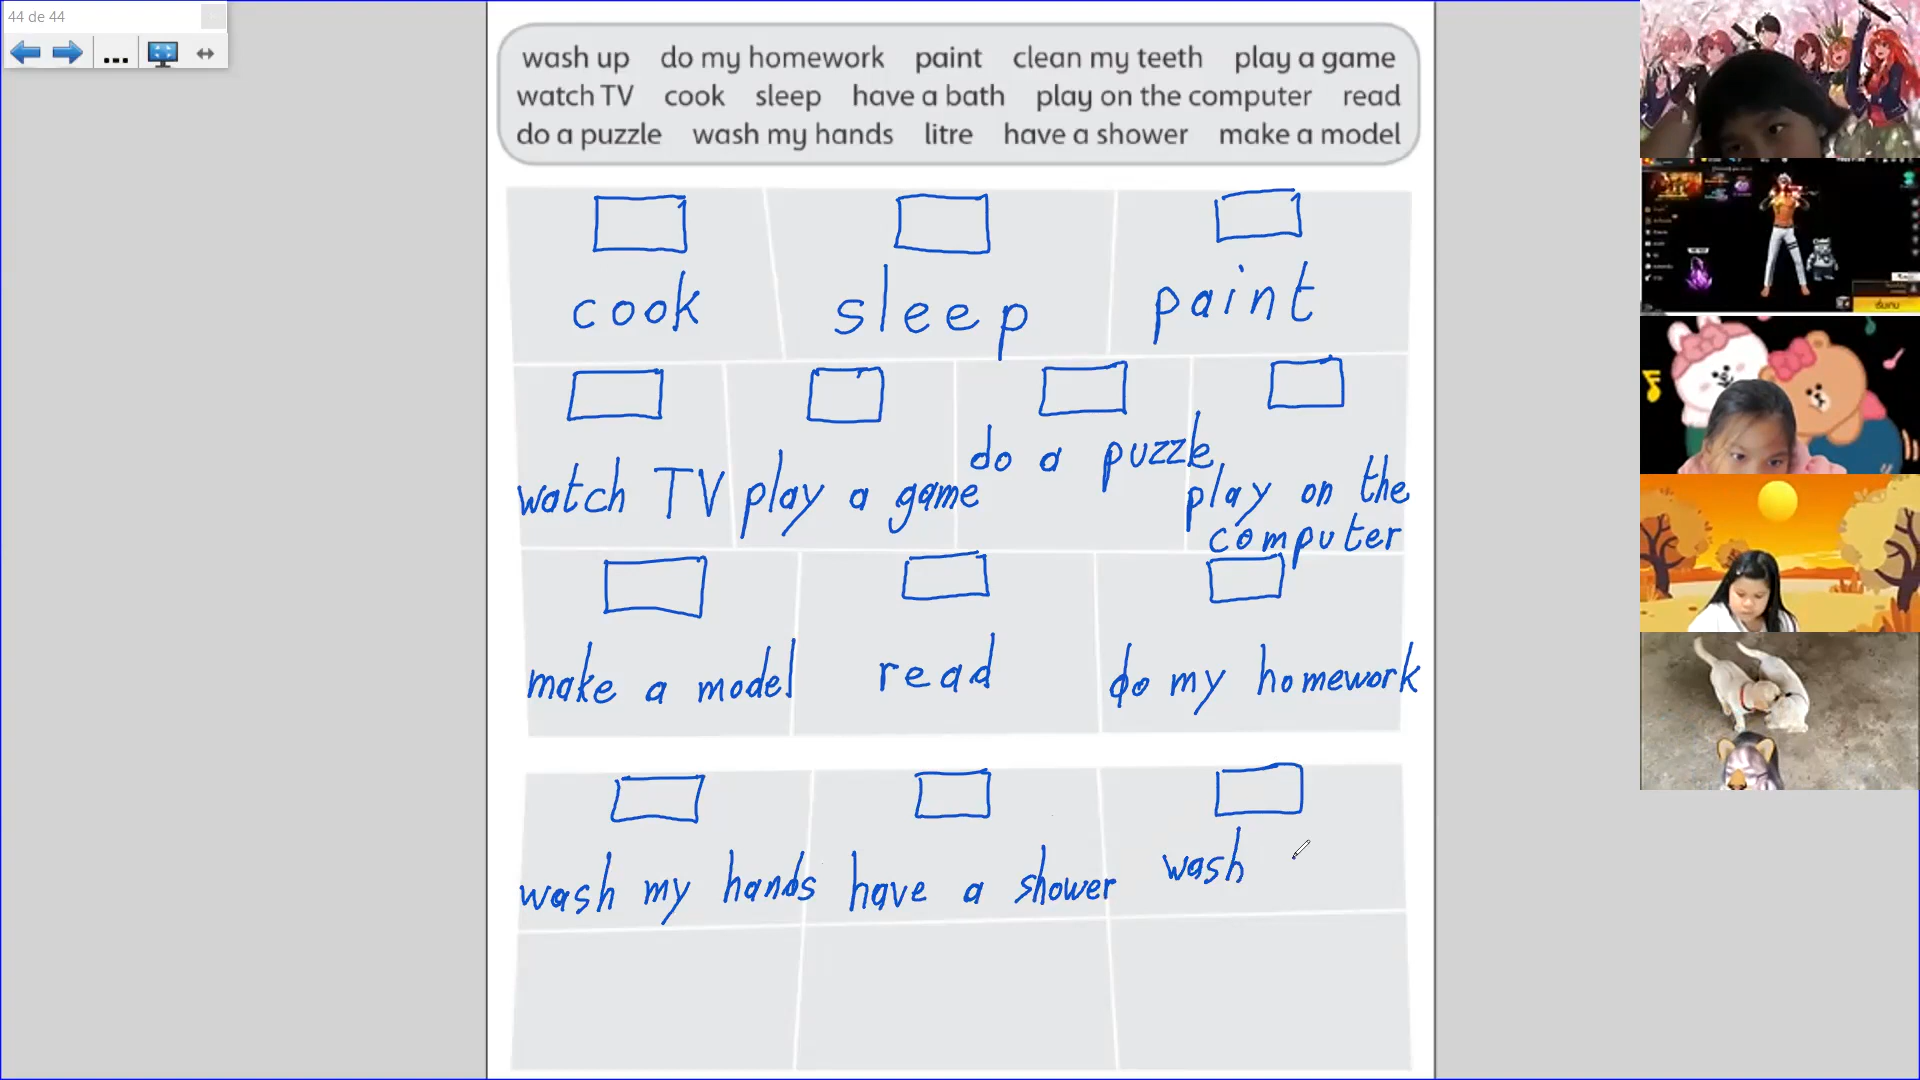 44 de 44
...
wash up do my homework paint clean my teeth play a game
watch TV cook sleep have a bath play on the computer read
do a puzzle wash my hands litre have a shower make a model
cook sleep paint
watch TV play a game do a puzzle play on the
computer
make a model read do my homework
wash my hands have a shower wash